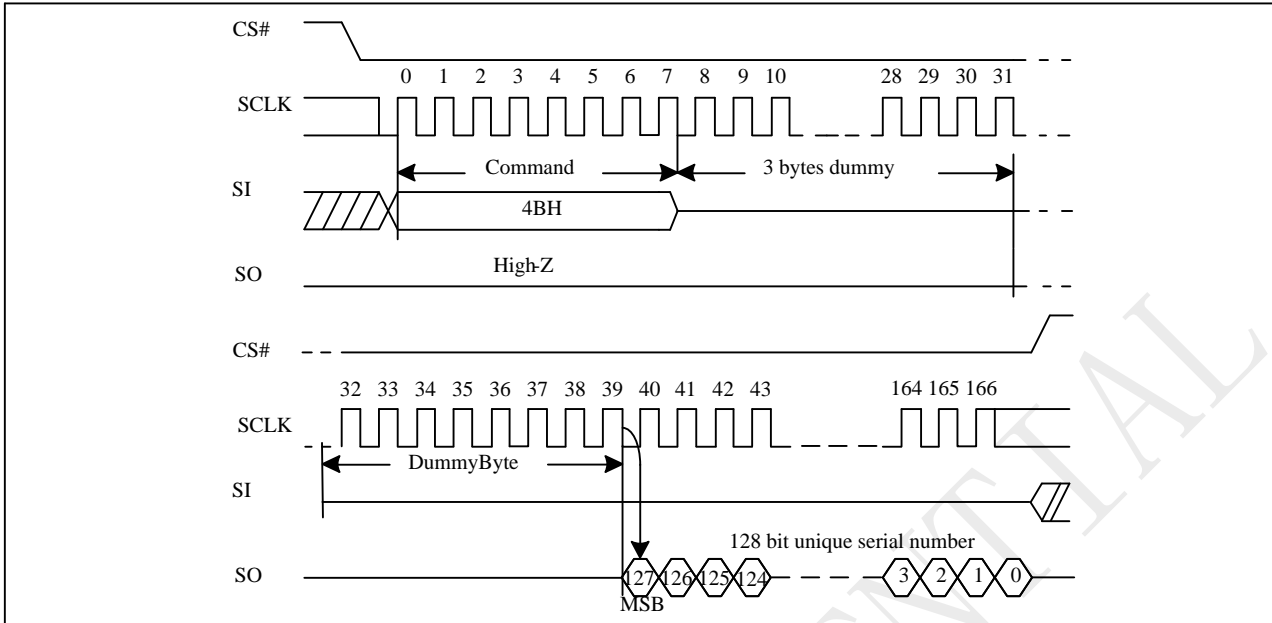 CS#
0 1 2 3 4 5 6 7 8 9 10 28 29 30 31
SCLK
Command 3 bytes dummy
SI
4BH
High-Z
SO
CS#
32 33 34 35 36 37 38 39 40 41 42 43 164 165 166
SCLK
DummyByte
SI
128 bit unique serial number
SO 127 126 125 124 3 2 1 0
MSB
NTIAL